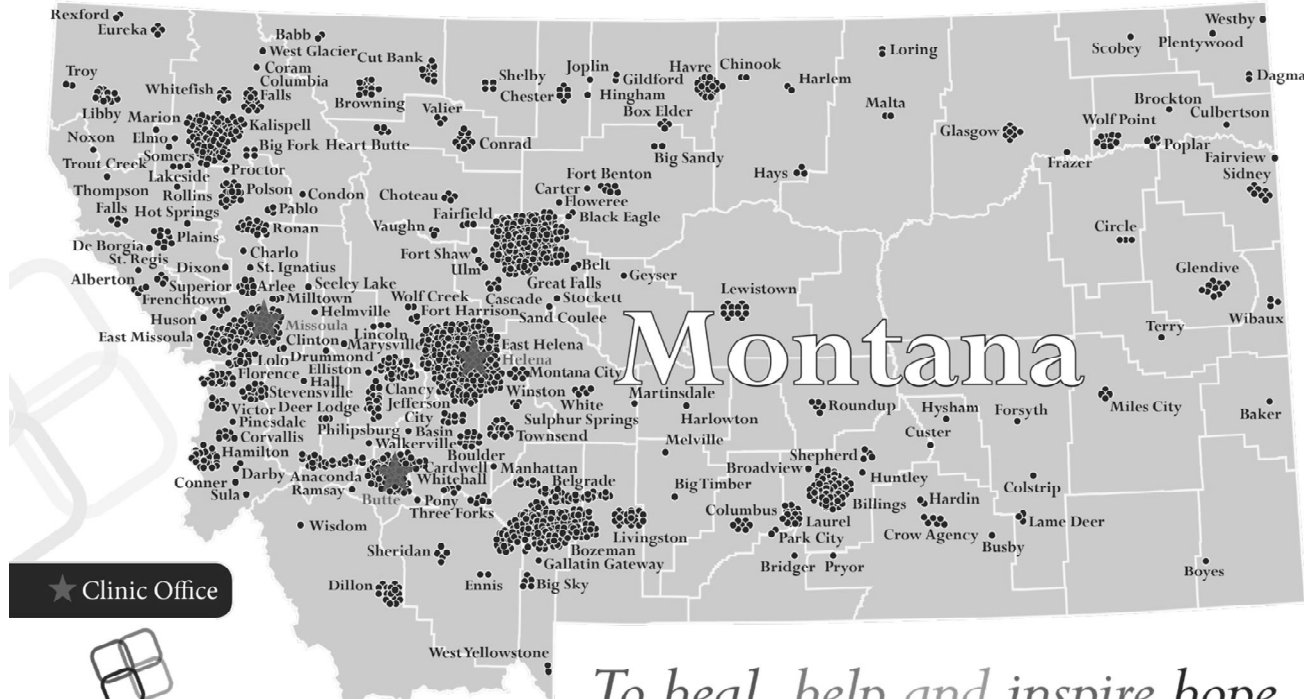 Rexford
Eureka
Babb
West Glacier
Cut Bank
Coram
Columbia
Falls
Troy
Whitefish
Libby
Browning
Valier
Shelby
Chester
Joplin
Gildford
Hingham
Havre
Chinook
Harlem
Box Elder
Loring
Malta
Scobey
Plentywood
Westby
Dagma
Brockton
Culbertson
Wolf Point
Poplar
Glasgow
Frazer
Fairview
Sidney
Marion
Kalispell
Noxon
Elmo
Big Fork
Heart Butte
Conrad
Big Sandy
Somers
Trout Creek
Lakeside
Proctor
Hays
Thompson
Falls
Rollins
Polson
Condon
Choteau
Fort Benton
Carter
Floweree
Black Eagle
Hot Springs
Pablo
Ronan
Fairfield
Vaughn
Circle
Plains
De Borgia
St. Regis
Charlo
Dixon
St. Ignatius
Fort Shaw
Ulm
Belt
Great Falls
Geyser
Glendive
Alberton
Superior
Arlee
Seeley Lake
Frenchtown
Milltown
Wolf Creek
Cascade
Stockett
Lewistown
Huson
Helmville
Fort Harrison
Sand Coulee
Wibaux
Missoula
East Missoula
Clinton
Lincoln
Marysville
East Helena
Helena
Montana
Terry
Lolo
Drummond
Florence
Elliston
Montana City
Hall
Clancy
Winston
Martinsdale
Stevensville
Miles City
Victor
Deer Lodge
Jefferson
City
White
Sulphur Springs
Harlowton
Roundup
Hysham
Forsyth
Baker
Pinesdale
Philipsburg
Basin
Townsend
Corvallis
Walkerville
Melville
Custer
Hamilton
Boulder
Shepherd
Darby
Anaconda
Cardwell
Manhattan
Broadview
Huntley
Conner
Whitehall
Belgrade
Big Timber
Colstrip
Sula
Ramsay
Butte
Pony
Three Forks
Columbus
Billings
Hardin
Laurel
Lame Deer
Wisdom
Livingston
Park City
Crow Agency
Busby
Sheridan
Bozeman
Gallatin Gateway
Bridger
Pryor
Boyes
Dillon
Ennis
Big Sky
Clinic Office
West Yellowstone
To heal, help and inspire hope